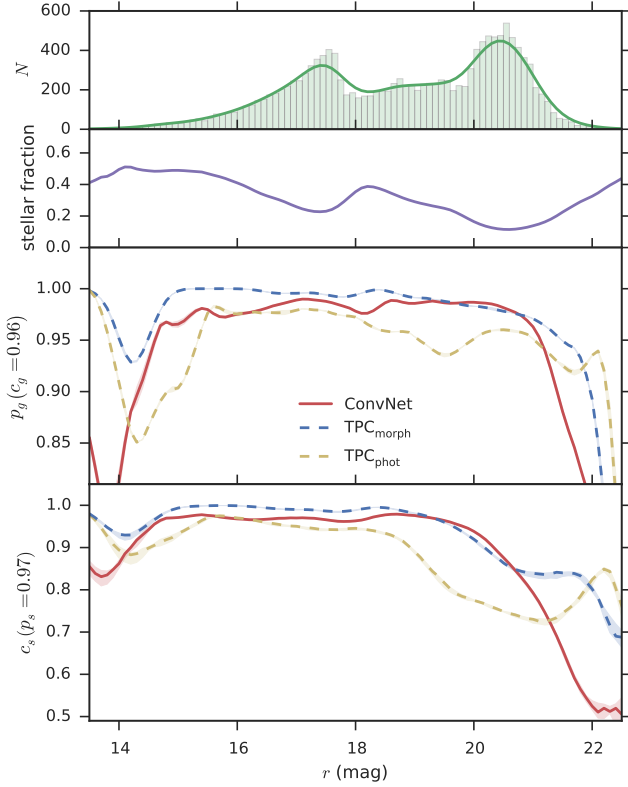 600
400
200
0
N
0.6
0.4
0.2
0.0
stellar fraction
1.00
0.95
0.90
0.85
p_g (c_g = 0.96)
ConvNet
TPC_morph
TPC_phot
1.0
0.9
0.8
0.7
0.6
0.5
c_s (p_s = 0.97)
14 16 18 20 22
r (mag)